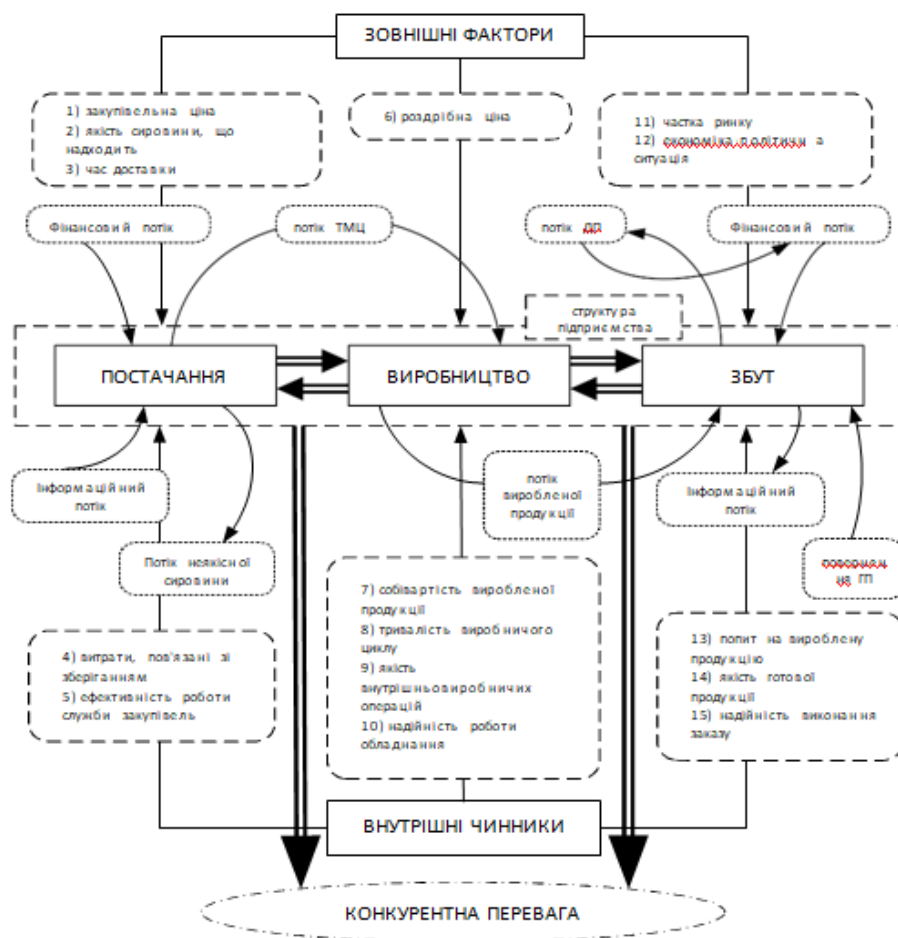 ЗОВНІШНІ ФАКТОРИ
1) закупівельна ціна
2) якість сировини, що
надходить
3) час доставки
6) роздрібна ціна
11) частка ринку
12) економіка політичн а
ситуація
Фінансовий потік
потік ТМЦ
потік ДП
Фінансовий потік
структура
підприємства
ПОСТАЧАННЯ
ВИРОБНИЦТВО
ЗБУТ
Інформаційний
потік
потік
виробленої
продукції
Інформаційний
потік
Потік неякісної
сировини
на ГП
7) собівартість виробленої
продукції
8) тривалість виробничого
циклу
9) якість
внутрішньовиробничих
операцій
10) надійність роботи
обладнання
4) витрати, пов'язані зі
зберіганням
5) ефективність роботи
служби закупівель
13) попит на вироблену
продукцію
14) якість готової
продукції
15) надійність виконання
заказу
ВНУТРІШНІ ЧИННИКИ
КОНКУРЕНТНА ПЕРЕВАГА